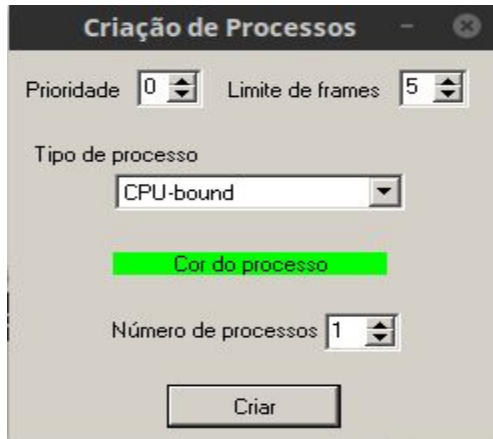 Criação de Processos
Prioridade 0 Limite de frames 5
Tipo de processo
CPU-bound
Cor do processo
Número de processos 1
Criar